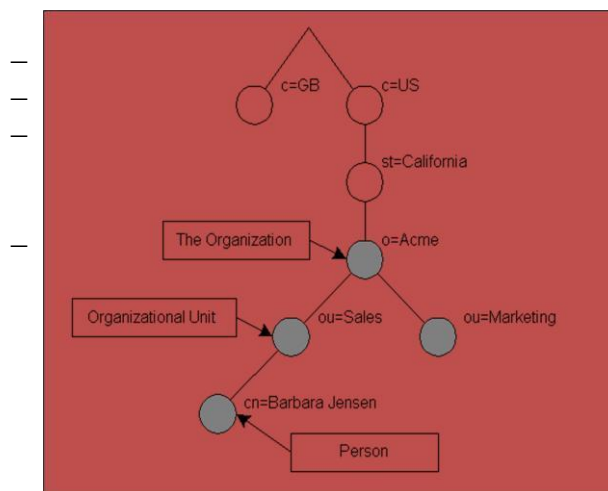 c=GB
c=US
st=California
The Organization
o=Acme
Organizational Unit
ou=Sales
ou=Marketing
cn=Barbara Jensen
Person